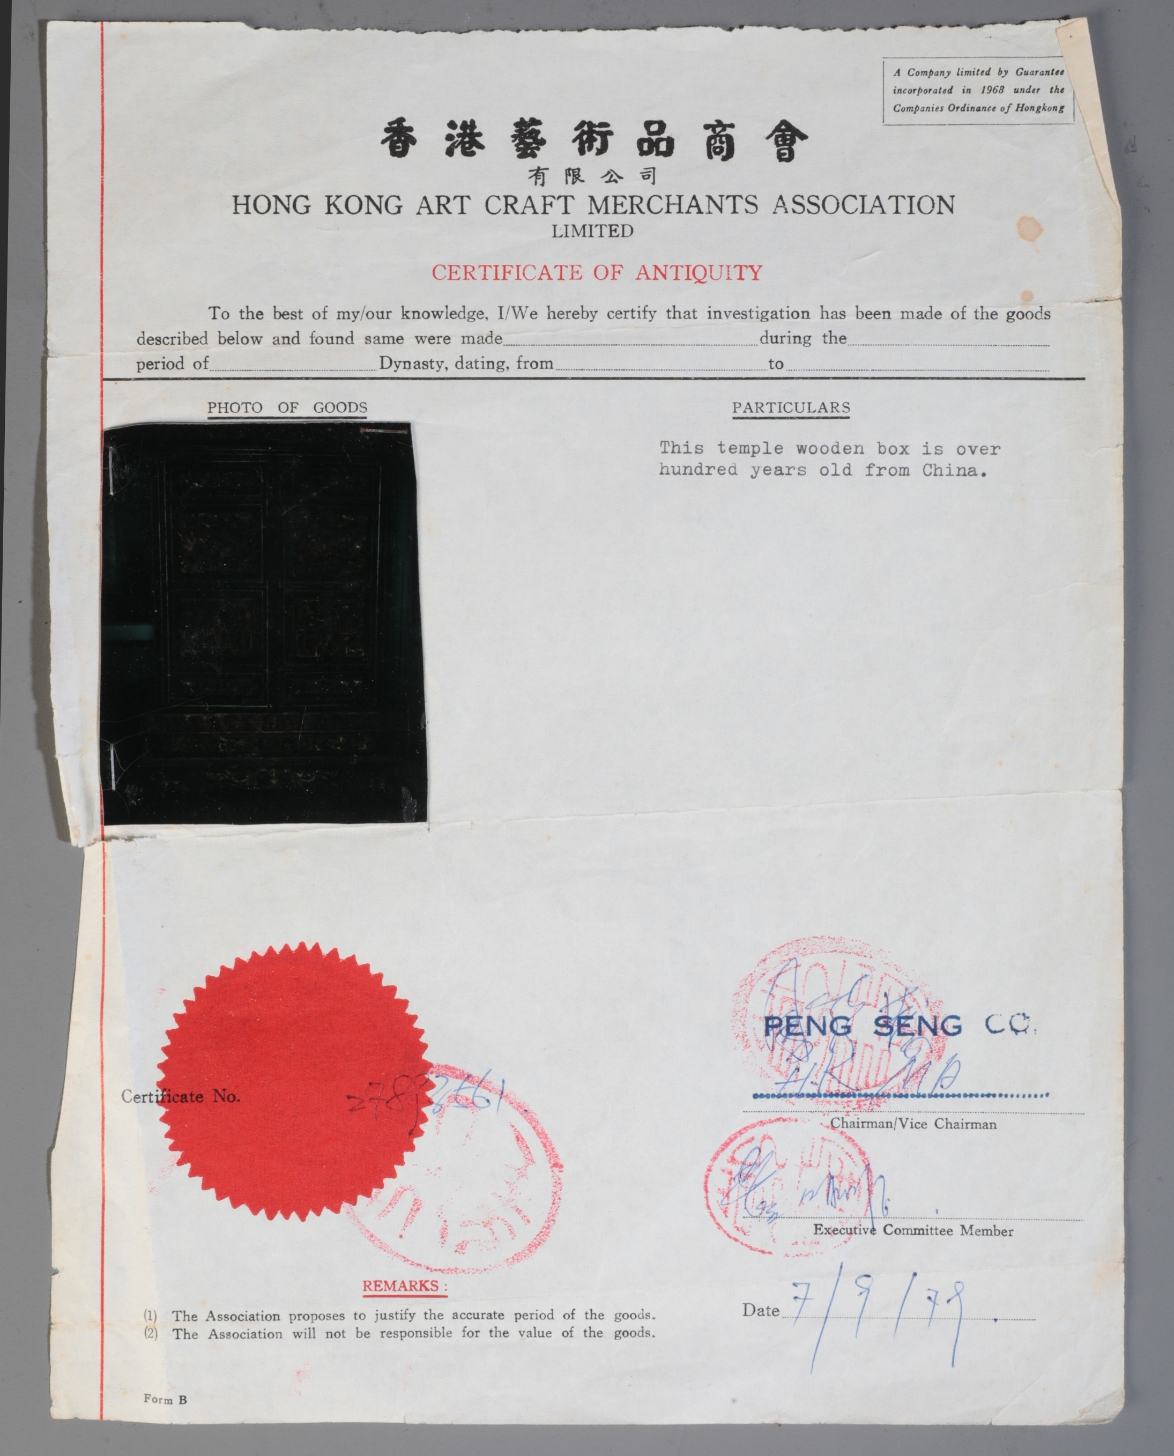 A Company limited by Guarantee
incorporated in 1968 under the
Companies Ordinance of Hongkong
香港藝術品商會
有限公司
HONG KONG ART CRAFT MERCHANTS ASSOCIATION
LIMITED
CERTIFICATE OF ANTIQUITY
To the best of my/our knowledge, I/We hereby certify that investigation has been made of the goods
described below and found same were made during the
period of Dynasty, dating, from to
PHOTO OF GOODS
PARTICULARS
This temple wooden box is over
hundred years old from China.
PENG SENG CO.
Certificate No.
Chairman/Vice Chairman
Executive Committee Member
REMARKS :
(1) The Association proposes to justify the accurate period of the goods.
(2) The Association will not be responsible for the value of the goods.
Date 7/9/79
Form B